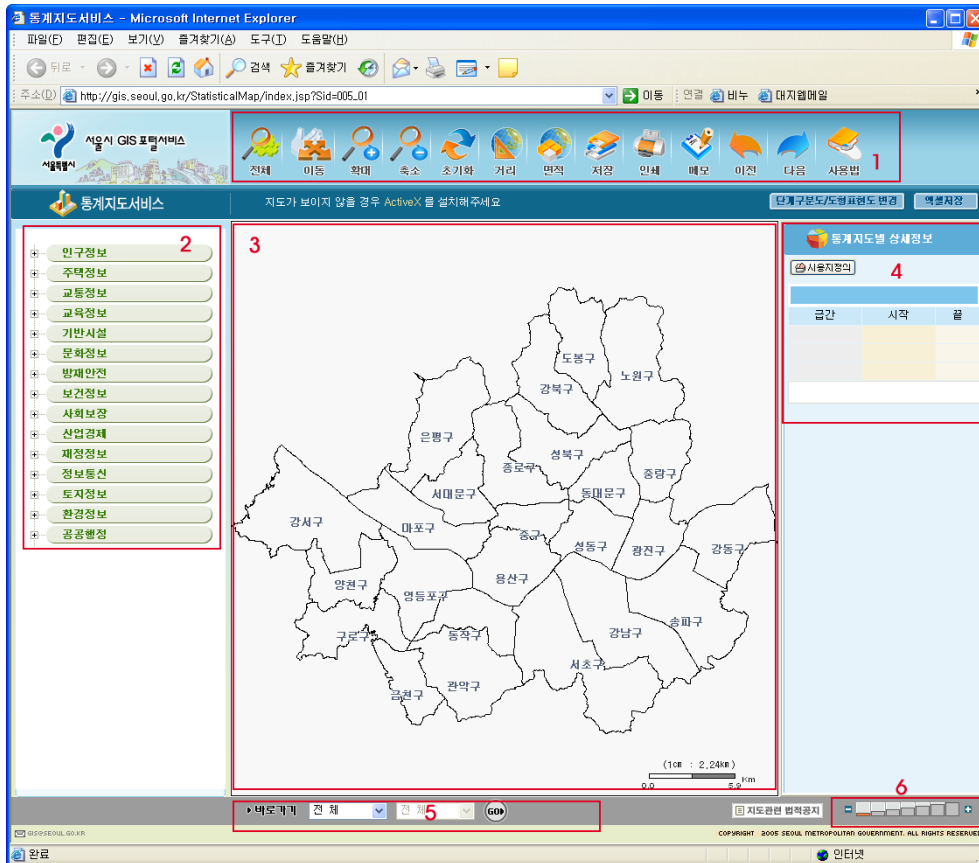 통계지도서비스 - Microsoft Internet Explorer
파일(F) 편집(E) 보기(V) 즐겨찾기(A) 도구(T) 도움말(H)
뒤로 검색 즐겨찾기
주소(D) http://gis.seoul.go.kr/StatisticalMap/index.jsp?Sid=005_01 이동 연결 비누 대지웹메일
서울특별시 서울시 GIS 포털서비스
전체 이동 확대 축소 초기화 거리 면적 저장 인쇄 메모 이전 다음 사용법
1
통계지도서비스 지도가 보이지 않을 경우 ActiveX 를 설치해주세요 단계구분도/도형표현도 변경 엑셀저장
2
인구정보
주택정보
교통정보
교육정보
기반시설
문화정보
방재안전
보건정보
사회보장
산업경제
재정정보
정보통신
토지정보
환경정보
공공행정
3
도봉구
노원구
강북구
은평구
성북구
종로구
중랑구
서대문구
동대문구
강서구
마포구
중구
성동구
광진구
강동구
양천구
용산구
영등포구
송파구
구로구
동작구
강남구
서초구
관악구
금천구
(1cm : 2,24km)
0,0 5,9 Km
통계지도별 상세정보
4
사용자정의
급간 시작 끝
바로가기 전 체 전 체 GO
5
지도관련 법적공지
6
GIS@SEOUL.GO.KR
COPYRIGHT 2005 SEOUL METROPOLITAN GOVERNMENT. ALL RIGHTS RESERVED
완료 인터넷